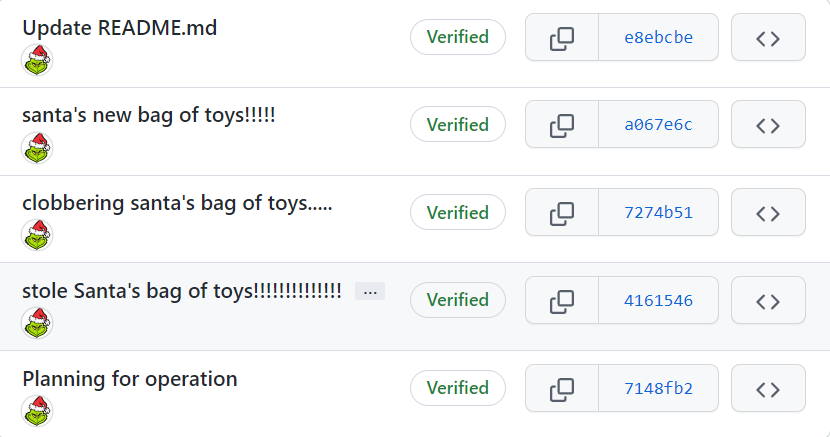 Update README.md
Verified
e8ebcbe
santa's new bag of toys!!!!!
Verified
a067e6c
clobbering santa's bag of toys.....
Verified
7274b51
stole Santa's bag of toys!!!!!!!!!!!!!!
...
Verified
4161546
Planning for operation
Verified
7148fb2